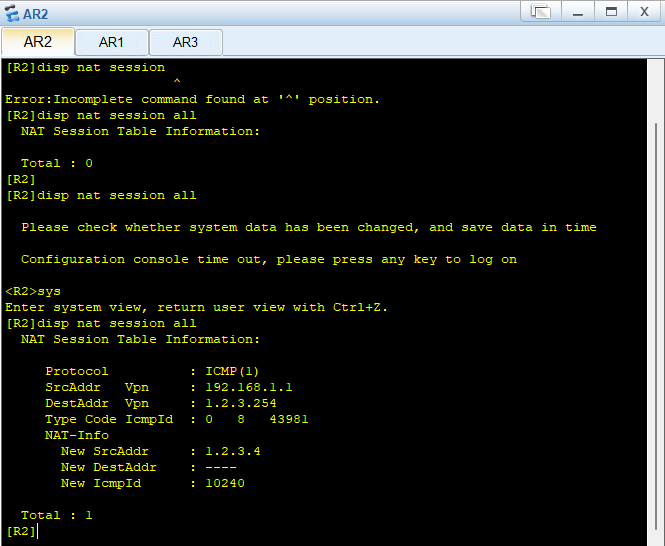 AR2
AR2 AR1 AR3
[R2]disp nat session
^
Error:Incomplete command found at '^' position.
[R2]disp nat session all
NAT Session Table Information:
Total : 0
[R2]
[R2]disp nat session all
Please check whether system data has been changed, and save data in time
Configuration console time out, please press any key to log on
<R2>sys
Enter system view, return user view with Ctrl+Z.
[R2]disp nat session all
NAT Session Table Information:
Protocol : ICMP(1)
SrcAddr Vpn : 192.168.1.1
DestAddr Vpn : 1.2.3.254
Type Code IcmpId : 0 8 43981
NAT-Info
New SrcAddr : 1.2.3.4
New DestAddr : ----
New IcmpId : 10240
Total : 1
[R2]